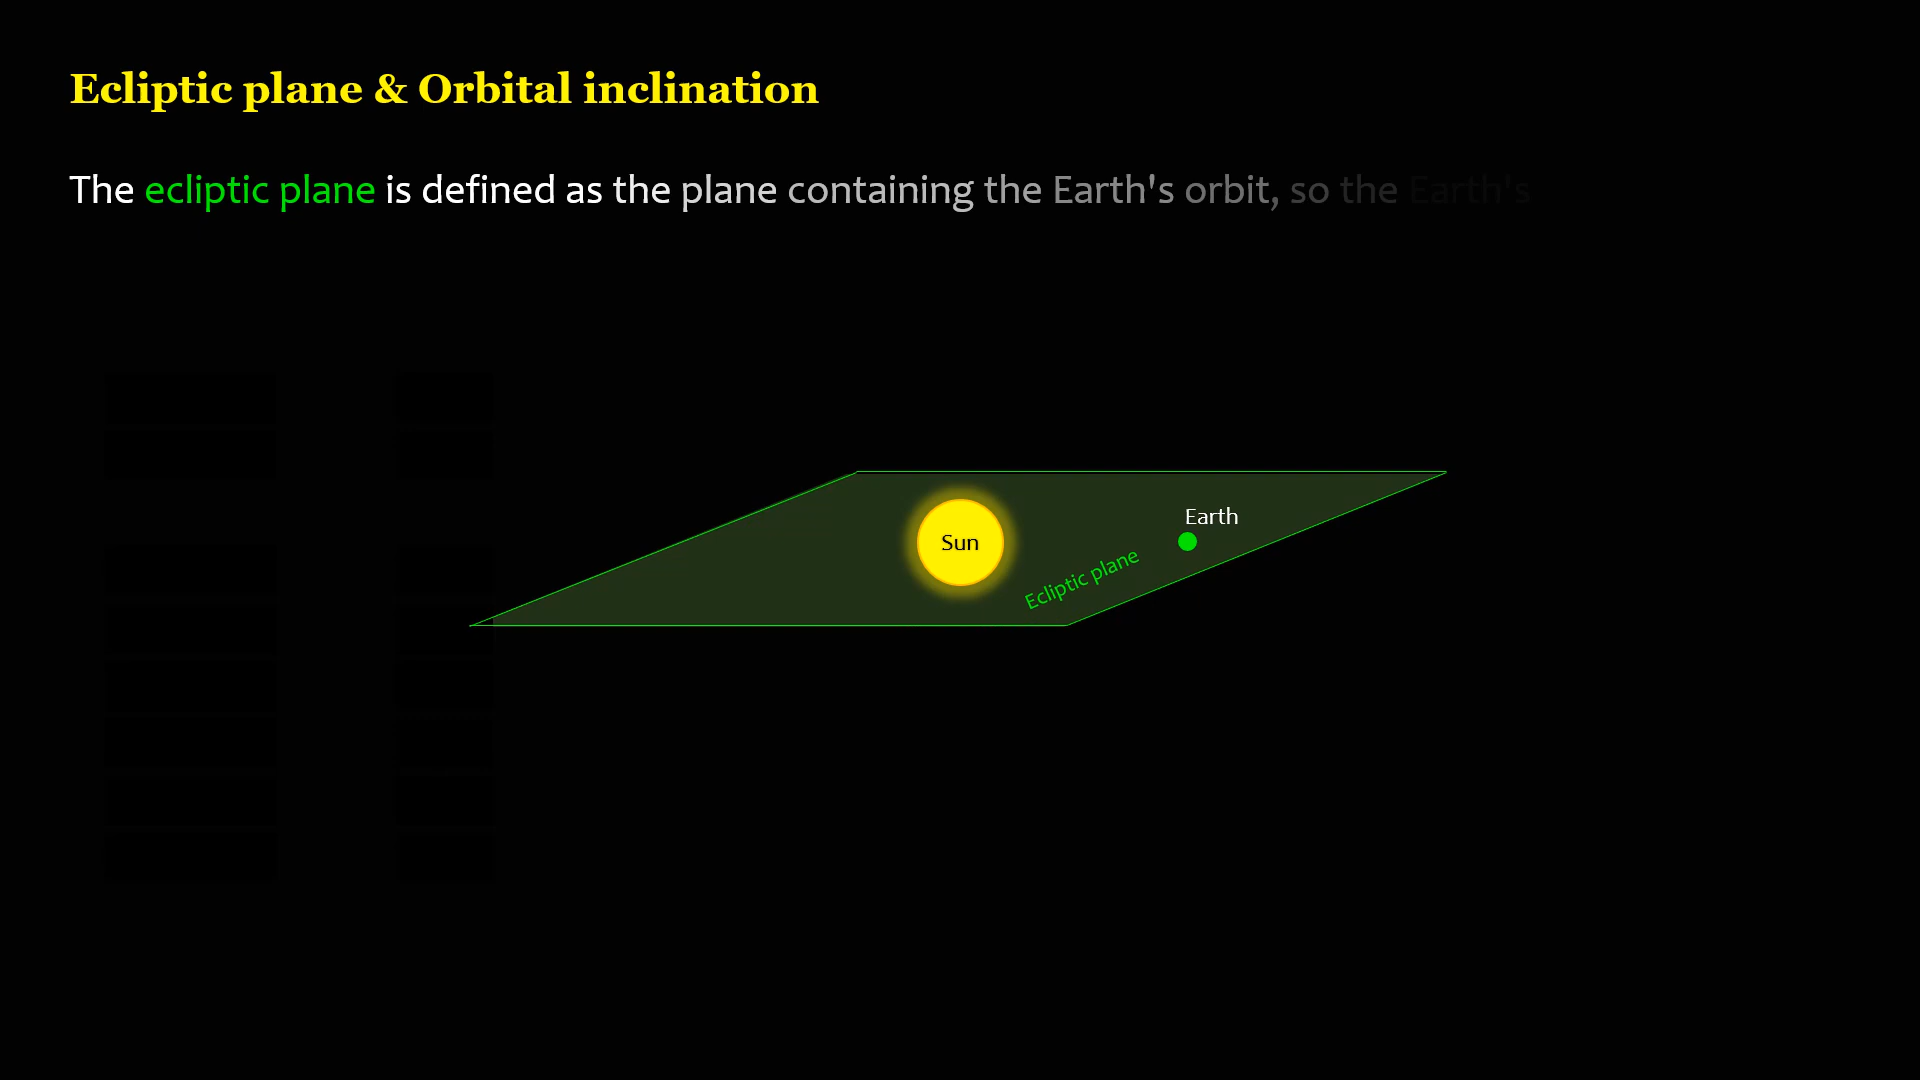 Ecliptic plane & Orbital inclination
The ecliptic plane is defined as the plane containing the Earth's orbit, so the Earth's
Earth
Sun
Ecliptic plane